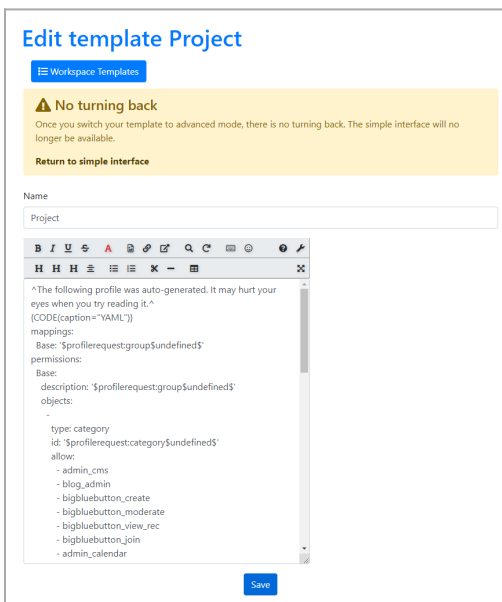 Edit template Project
Workspace Templates
No turning back
Once you switch your template to advanced mode, there is no turning back. The simple interface will no
longer be available.
Return to simple interface
Name
Project
B I U S A
H H H
^The following profile was auto-generated. It may hurt your
eyes when you try reading it.^
{CODE(caption="YAML")}
mappings:
Base: '$profilerequest:group$undefined$'
permissions:
Base:
description: '$profilerequest:group$undefined$'
objects:
-
type: category
id: '$profilerequest:category$undefined$'
allow:
- admin_cms
- blog_admin
- bigbluebutton_create
- bigbluebutton_moderate
- bigbluebutton_view_rec
- bigbluebutton_join
- admin_calendar
Save